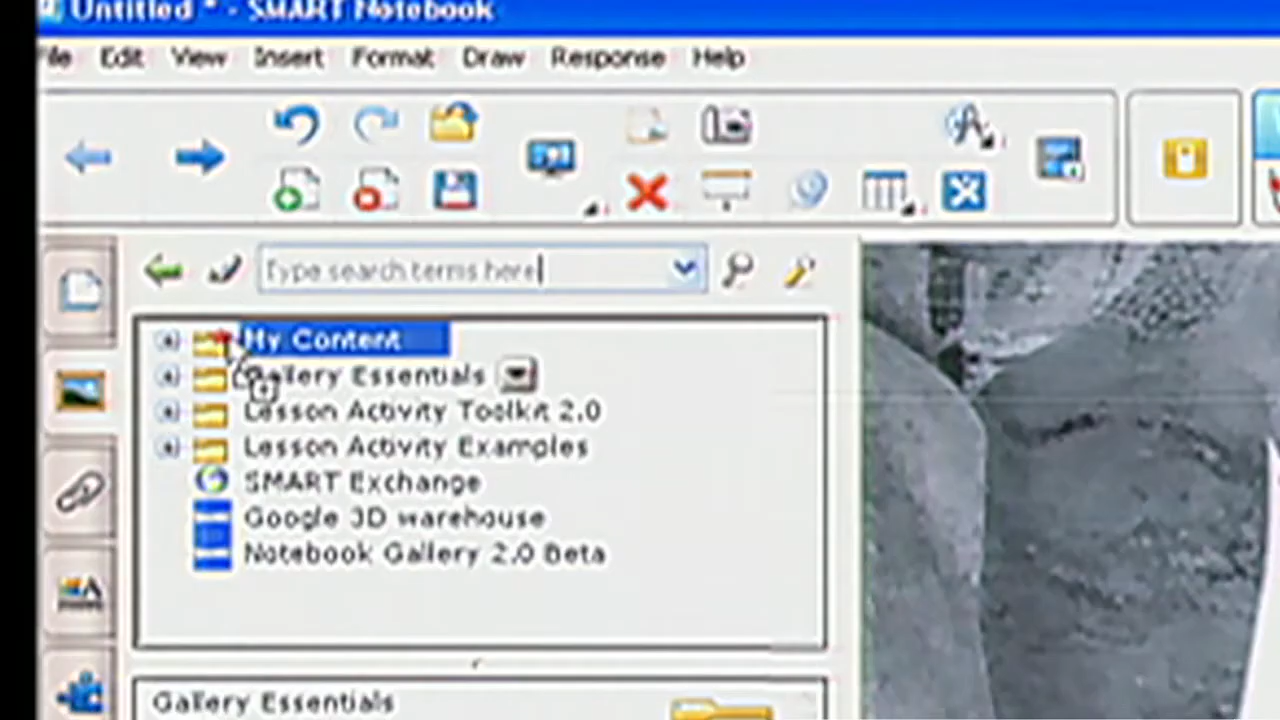 Untitled * - SMART Notebook
File Edit View Insert Format Draw Response Help
Type search terms here
My Content
Gallery Essentials
Lesson Activity Toolkit 2.0
Lesson Activity Examples
SMART Exchange
Google 3D warehouse
Notebook Gallery 2.0 Beta
Gallery Essentials